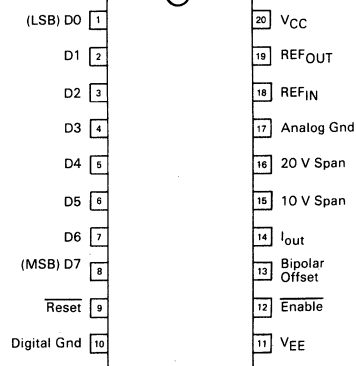 (LSB) D0 1 20 VCC
D1 2 19 REFOUT
D2 3 18 REFIN
D3 4 17 Analog Gnd
D4 5 16 20 V Span
D5 6 15 10 V Span
D6 7 14 Iout
(MSB) D7 8 13 Bipolar
Offset
Reset 9 12 Enable
Digital Gnd 10 11 VEE